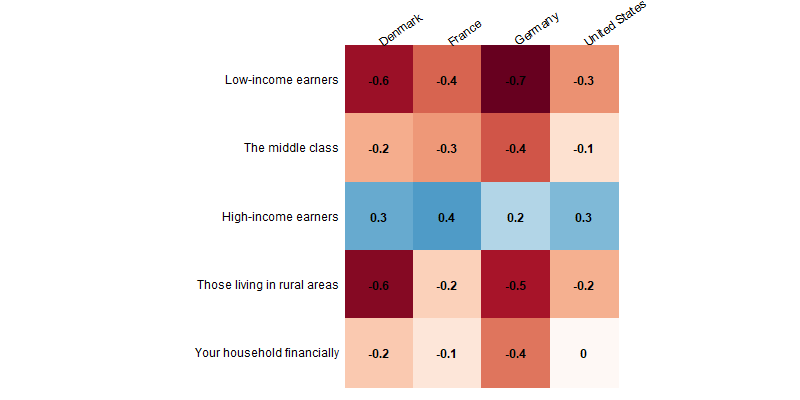 Denmark France Germany United States
Low-income earners -0.6 -0.4 -0.7 -0.3
The middle class -0.2 -0.3 -0.4 -0.1
High-income earners 0.3 0.4 0.2 0.3
Those living in rural areas -0.6 -0.2 -0.5 -0.2
Your household financially -0.2 -0.1 -0.4 0